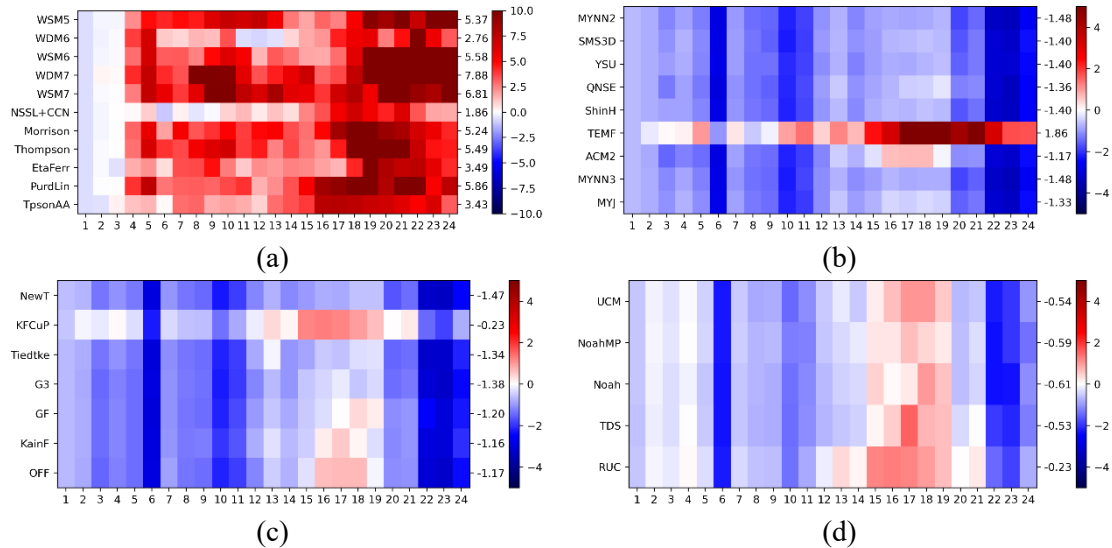 WSM5 5.37
WDM6 2.76
WSM6 5.58
WDM7 7.88
WSM7 6.81
NSSL+CCN 1.86
Morrison 5.24
Thompson 5.49
EtaFerr 3.49
PurdLin 5.86
TpsonAA 3.43
1 2 3 4 5 6 7 8 9 10 11 12 13 14 15 16 17 18 19 20 21 22 23 24
10.0
7.5
5.0
2.5
0.0
−2.5
−5.0
−7.5
−10.0
(a)
MYNN2 -1.48
SMS3D -1.48
YSU -1.40
QNSE -1.36
ShinH -1.40
TEMF 1.86
ACM2 -1.17
MYNN3 -1.48
MYJ -1.33
1 2 3 4 5 6 7 8 9 10 11 12 13 14 15 16 17 18 19 20 21 22 23 24
4
2
0
−2
−4
(b)
NewT -1.47
KFCuP -0.23
Tiedtke -1.34
G3 -1.38
GF -1.20
KainF -1.16
OFF -1.17
1 2 3 4 5 6 7 8 9 10 11 12 13 14 15 16 17 18 19 20 21 22 23 24
4
2
0
−2
−4
(c)
UCM -0.54
NoahMP -0.59
Noah -0.61
TDS -0.53
RUC -0.23
1 2 3 4 5 6 7 8 9 10 11 12 13 14 15 16 17 18 19 20 21 22 23 24
4
2
0
−2
−4
(d)